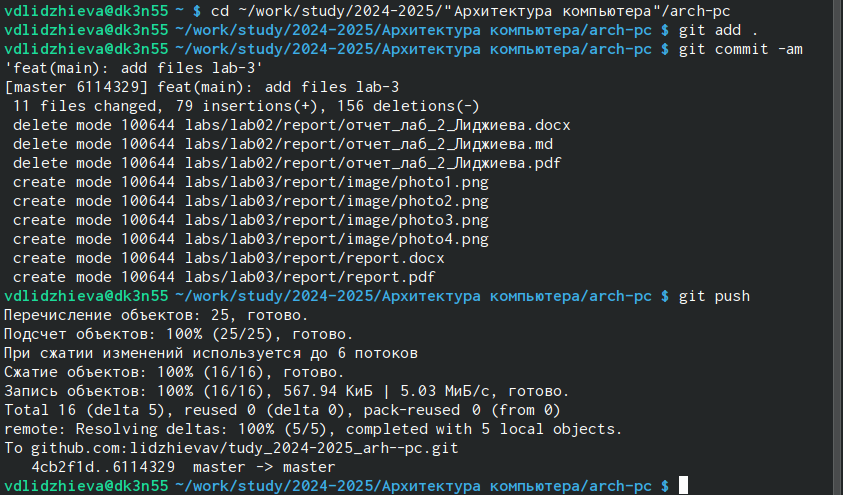 vdlidzhieva@dk3n55 ~ $ cd ~/work/study/2024-2025/"Архитектура компьютера"/arch-pc
vdlidzhieva@dk3n55 ~/work/study/2024-2025/Архитектура компьютера/arch-pc $ git add .
vdlidzhieva@dk3n55 ~/work/study/2024-2025/Архитектура компьютера/arch-pc $ git commit -am
'feat(main): add files lab-3'
[master 6114329] feat(main): add files lab-3
 11 files changed, 79 insertions(+), 156 deletions(-)
 delete mode 100644 labs/lab02/report/отчет_лаб_2_Лиджиева.docx
 delete mode 100644 labs/lab02/report/отчет_лаб_2_Лиджиева.md
 delete mode 100644 labs/lab02/report/отчет_лаб_2_Лиджиева.pdf
 create mode 100644 labs/lab03/report/image/photo1.png
 create mode 100644 labs/lab03/report/image/photo2.png
 create mode 100644 labs/lab03/report/image/photo3.png
 create mode 100644 labs/lab03/report/image/photo4.png
 create mode 100644 labs/lab03/report/report.docx
 create mode 100644 labs/lab03/report/report.pdf
vdlidzhieva@dk3n55 ~/work/study/2024-2025/Архитектура компьютера/arch-pc $ git push
Перечисление объектов: 25, готово.
Подсчет объектов: 100% (25/25), готово.
При сжатии изменений используется до 6 потоков
Сжатие объектов: 100% (16/16), готово.
Запись объектов: 100% (16/16), 567.94 КиБ | 5.03 МиБ/с, готово.
Total 16 (delta 5), reused 0 (delta 0), pack-reused 0 (from 0)
remote: Resolving deltas: 100% (5/5), completed with 5 local objects.
To github.com:lidzhievav/tudy_2024-2025_arh--pc.git
   4cb2f1d..6114329  master -> master
vdlidzhieva@dk3n55 ~/work/study/2024-2025/Архитектура компьютера/arch-pc $